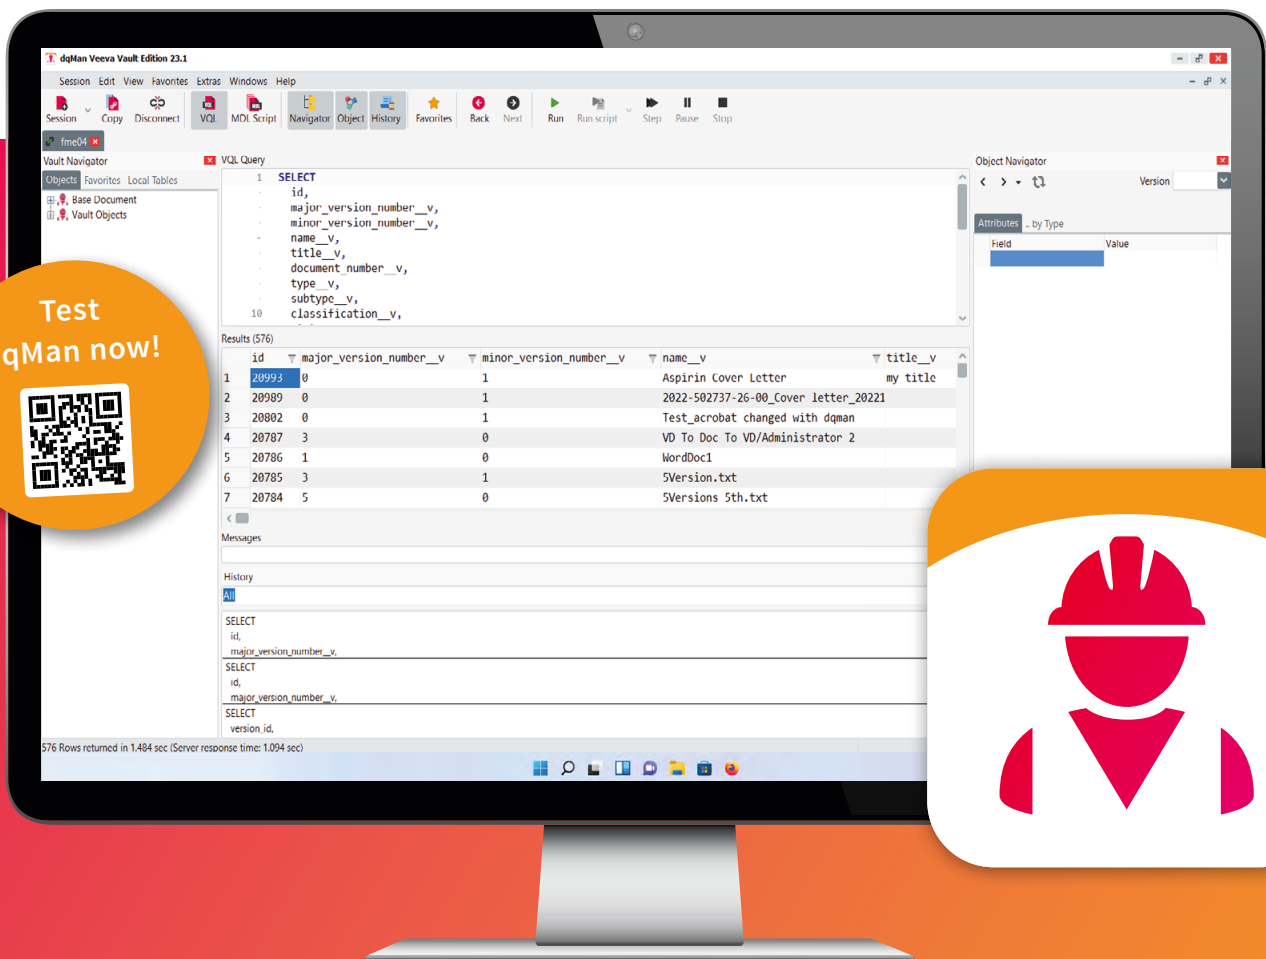 dqMan Veeva Vault Edition 23.1
Session Edit View Favorites Extras Windows Help
Session Copy Disconnect VQL MDL Script Navigator Object History Favorites Back Next Run Run script Step Pause Stop
fme04
Vault Navigator
Objects Favorites Local Tables
Base Document
Vault Objects
Test
qMan now!
VQL Query
1 SELECT
id,
major_version_number__v,
minor_version_number__v,
name__v,
title__v,
document_number__v,
type__v,
subtype__v,
10 classification__v,
Results (576)
id major_version_number__v minor_version_number__v name__v title__v
1 20993 0 1 Aspirin Cover Letter my title
2 20989 0 1 2022-502737-26-00_Cover letter_20221
3 20802 0 1 Test_acrobat changed with dqman
4 20787 3 0 VD To Doc To VD/Administrator 2
5 20786 1 0 WordDoc1
6 20785 3 1 5Version.txt
7 20784 5 0 5Versions 5th.txt
Messages
History
All
SELECT
id,
major_version_number__v,
SELECT
id,
major_version_number__v,
SELECT
version_id,
576 Rows returned in 1.484 sec (Server response time: 1.094 sec)
Object Navigator
Version
Attributes .. by Type
Field Value